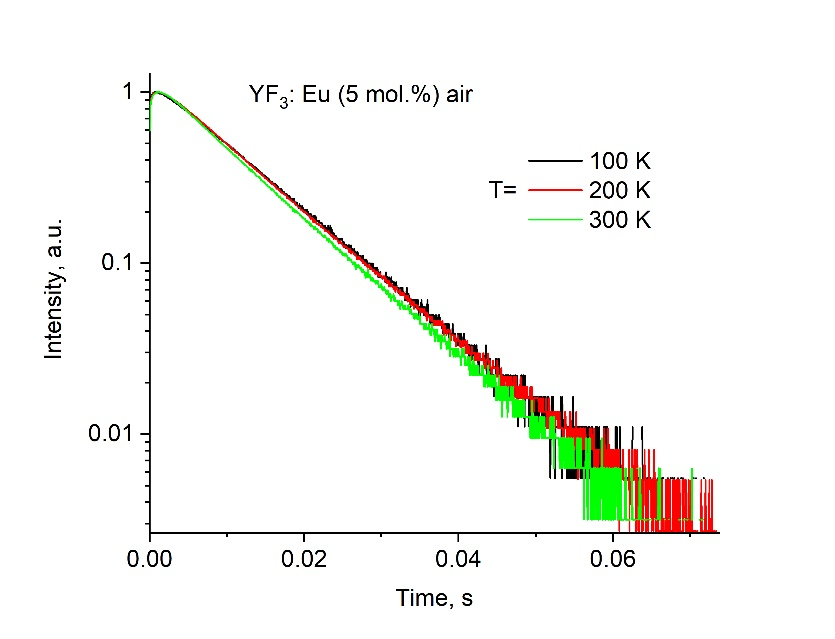 YF₃: Eu (5 mol.%) air
T=
100 K
200 K
300 K
Intensity, a.u.
1
0.1
0.01
0.00
0.02
0.04
0.06
Time, s